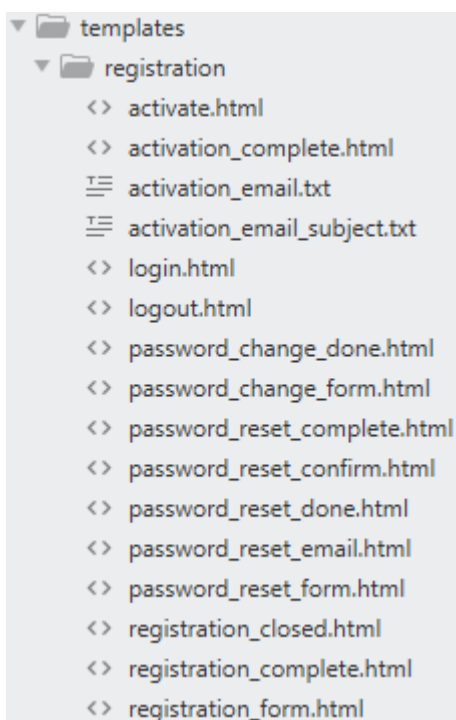 templates
registration
activate.html
activation_complete.html
activation_email.txt
activation_email_subject.txt
login.html
logout.html
password_change_done.html
password_change_form.html
password_reset_complete.html
password_reset_confirm.html
password_reset_done.html
password_reset_email.html
password_reset_form.html
registration_closed.html
registration_complete.html
registration_form.html